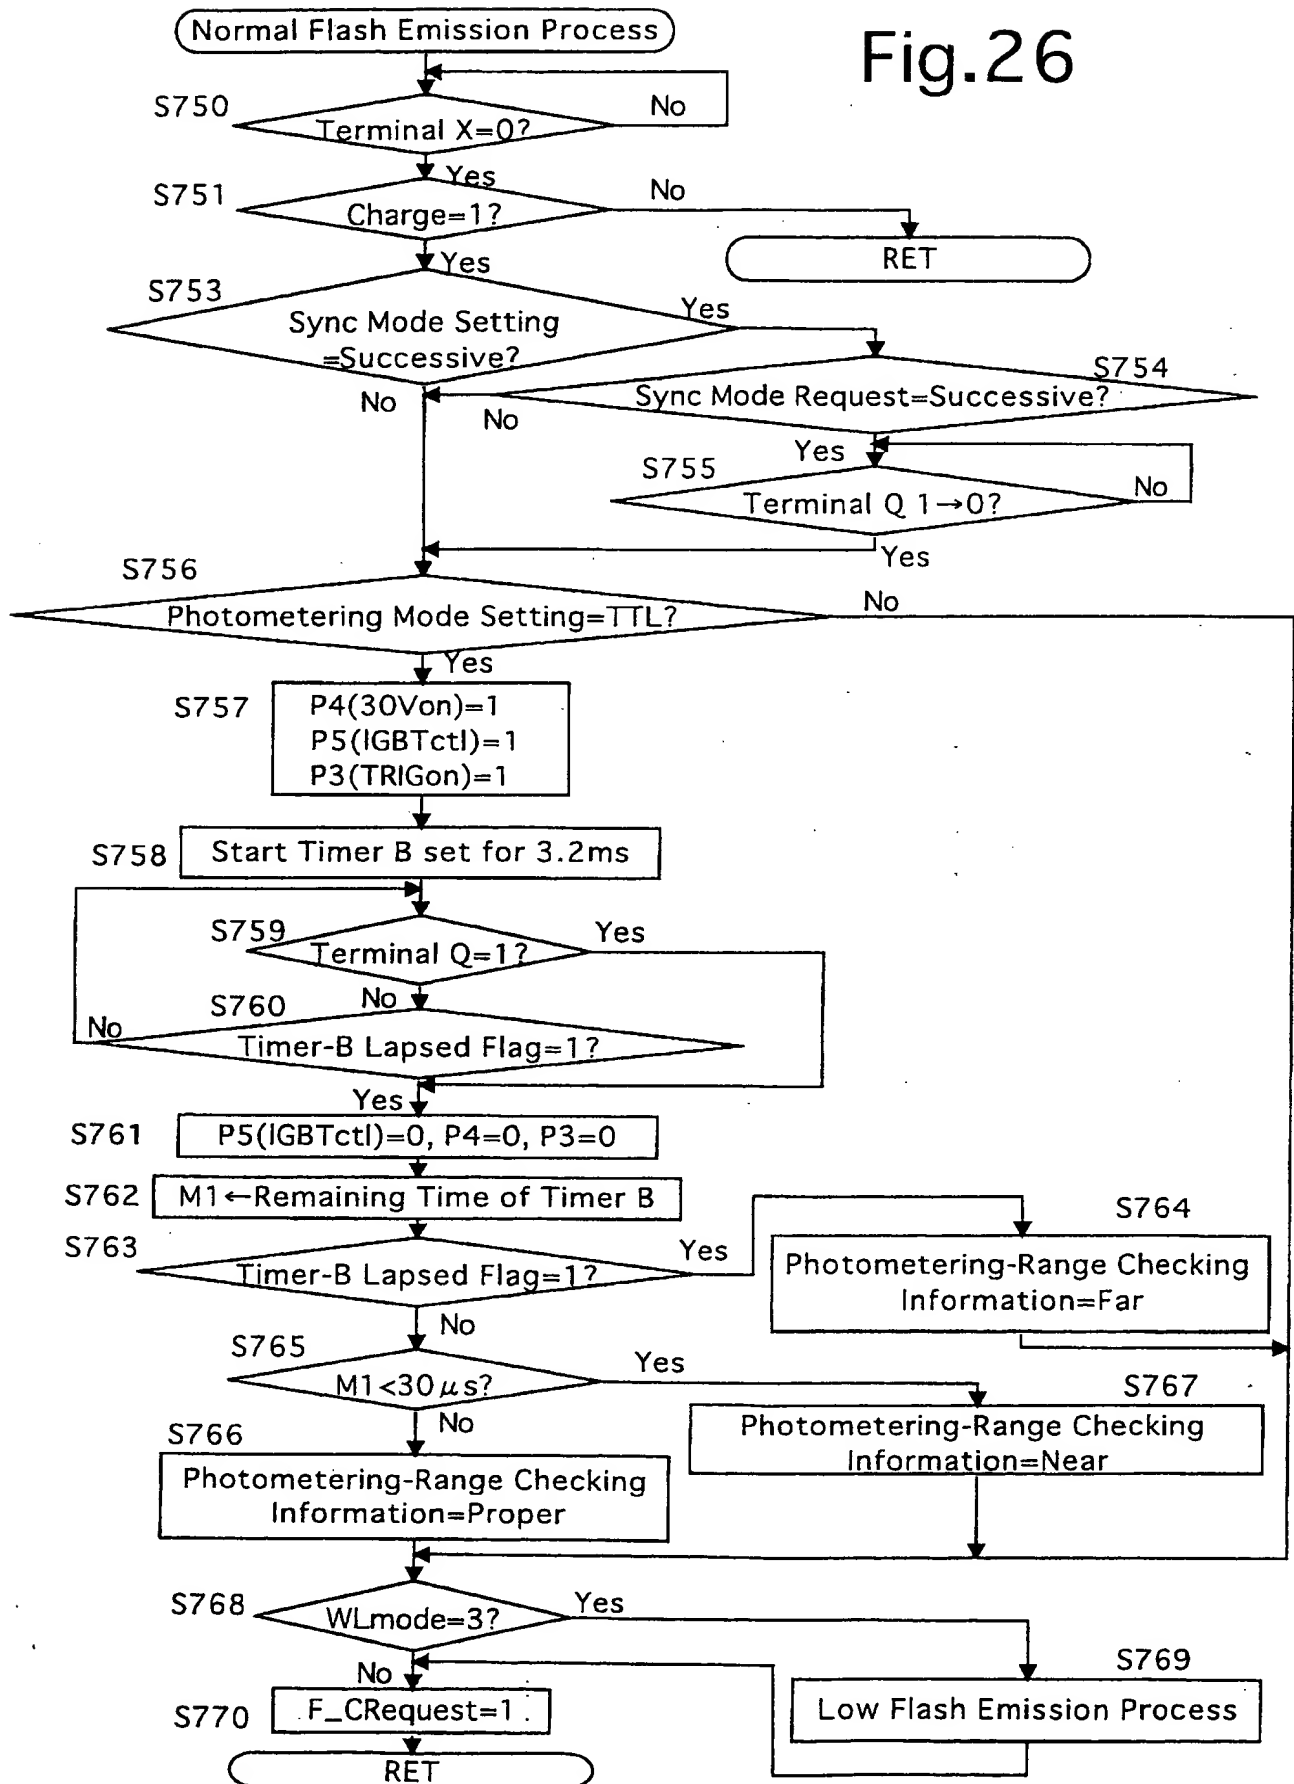 Normal Flash Emission Process
Fig.26
S750
Terminal X=0?
No
Yes
S751
Charge=1?
No
RET
Yes
S753
Sync Mode Setting
=Successive?
Yes
No
S754
Sync Mode Request=Successive?
No
Yes
S755
Terminal Q 1→0?
No
Yes
S756
Photometering Mode Setting=TTL?
No
Yes
S757
P4(30Von)=1
P5(IGBTctl)=1
P3(TRIGon)=1
S758
Start Timer B set for 3.2ms
S759
Terminal Q=1?
Yes
No
S760
Timer-B Lapsed Flag=1?
No
Yes
S761
P5(IGBTctl)=0, P4=0, P3=0
S762
M1←Remaining Time of Timer B
S763
Timer-B Lapsed Flag=1?
Yes
S764
Photometering-Range Checking
Information=Far
No
S765
M1<30μs?
Yes
S767
Photometering-Range Checking
Information=Near
No
S766
Photometering-Range Checking
Information=Proper
S768
WLmode=3?
Yes
S769
Low Flash Emission Process
No
S770
F_CRequest=1
RET